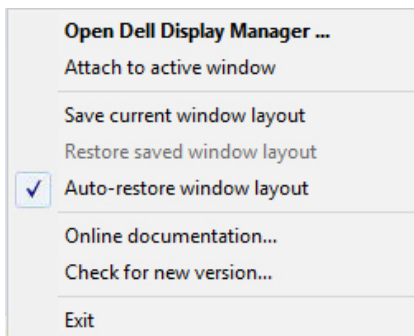 Open Dell Display Manager ...
Attach to active window
Save current window layout
Restore saved window layout
Auto-restore window layout
Online documentation...
Check for new version...
Exit